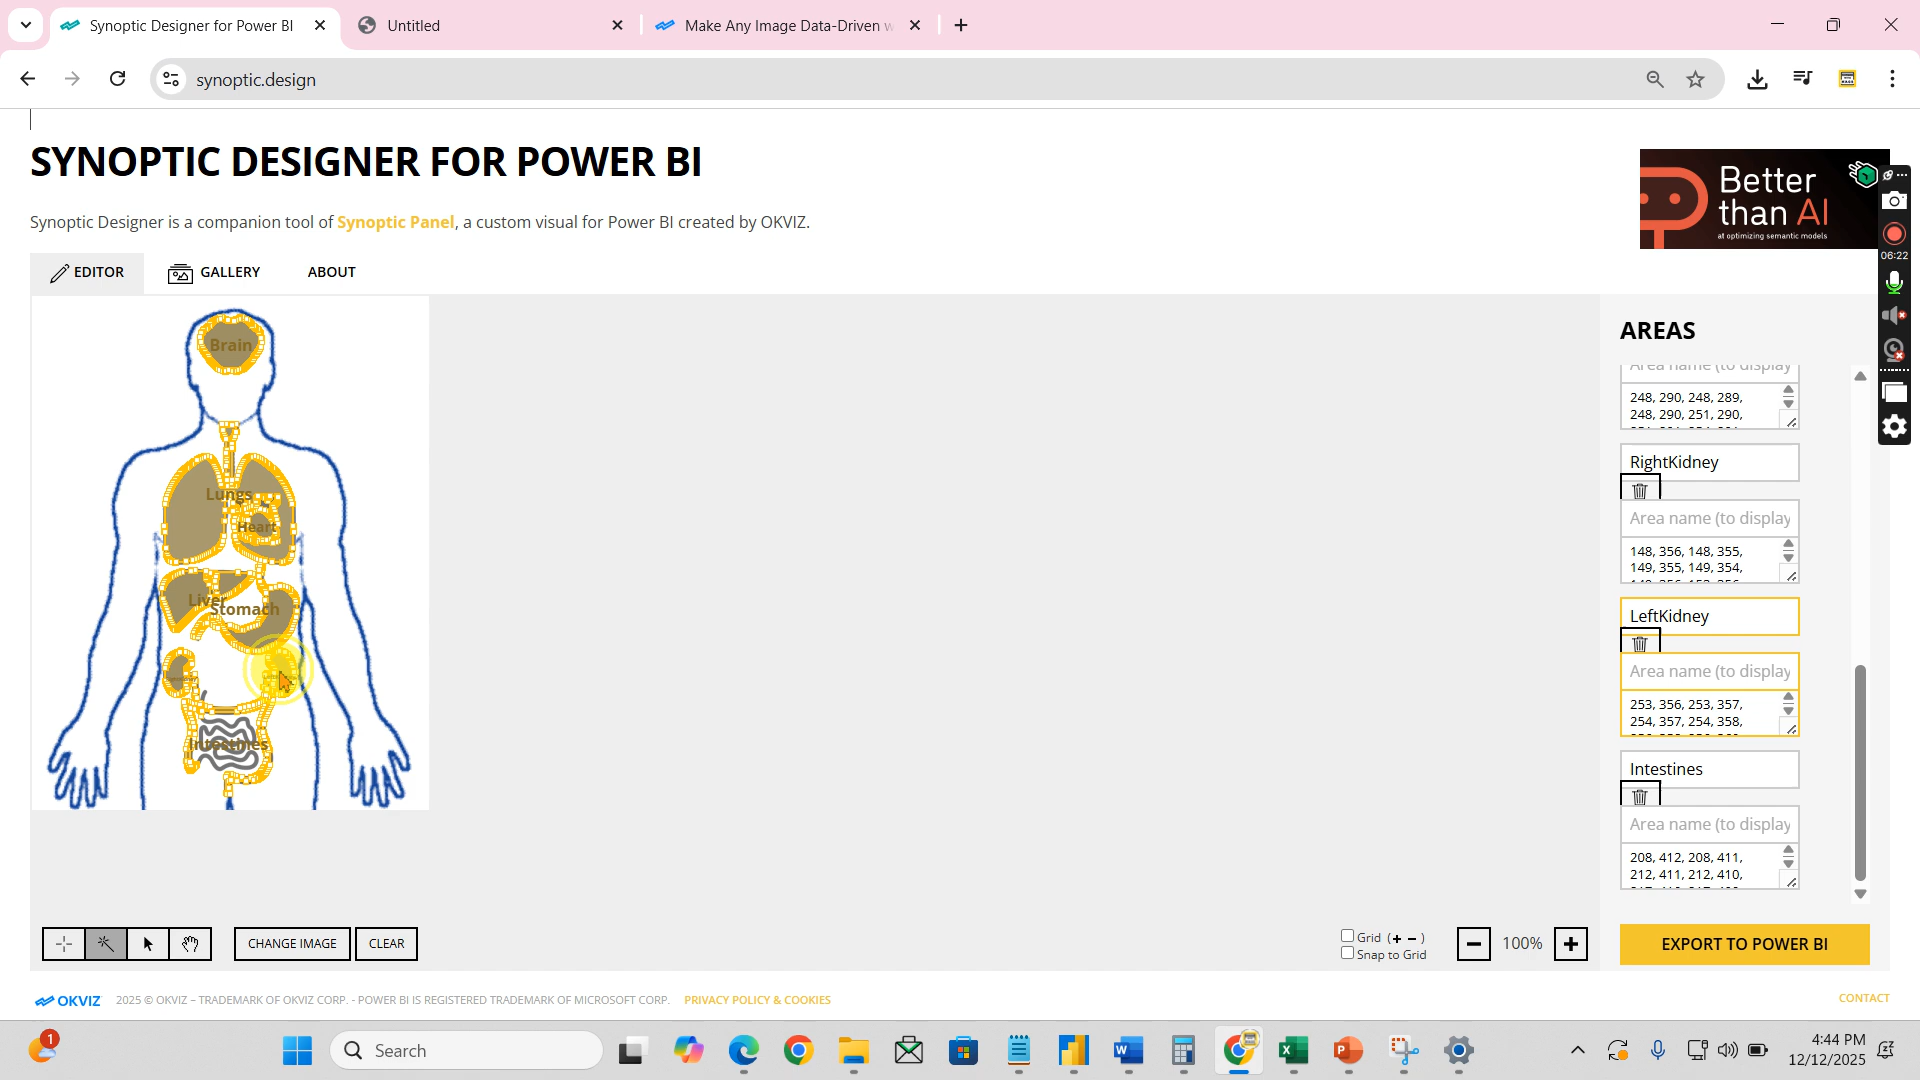 Synoptic Designer for Power BI
Untitled
Make Any Image Data-Driven w
synoptic.design
SYNOPTIC DESIGNER FOR POWER BI
Synoptic Designer is a companion tool of Synoptic Panel, a custom visual for Power BI created by OKVIZ.
Better
than AI
at optimizing semantic models
06:22
EDITOR
GALLERY
ABOUT
AREAS
Area name (to display
248, 290, 248, 289,
248, 290, 251, 290,
RightKidney
Area name (to display
148, 356, 148, 355,
149, 355, 149, 354,
LeftKidney
Area name (to display
253, 356, 253, 357,
254, 357, 254, 358,
Intestines
Area name (to display
208, 412, 208, 411,
212, 411, 212, 410,
Brain
Lungs
Heart
Liver
Stomach
Intestines
CHANGE IMAGE
CLEAR
Grid ( + − )
Snap to Grid
100%
EXPORT TO POWER BI
OKVIZ
2025 © OKVIZ – TRADEMARK OF OKVIZ CORP. - POWER BI IS REGISTERED TRADEMARK OF MICROSOFT CORP.
PRIVACY POLICY & COOKIES
CONTACT
1
Search
4:44 PM
12/12/2025